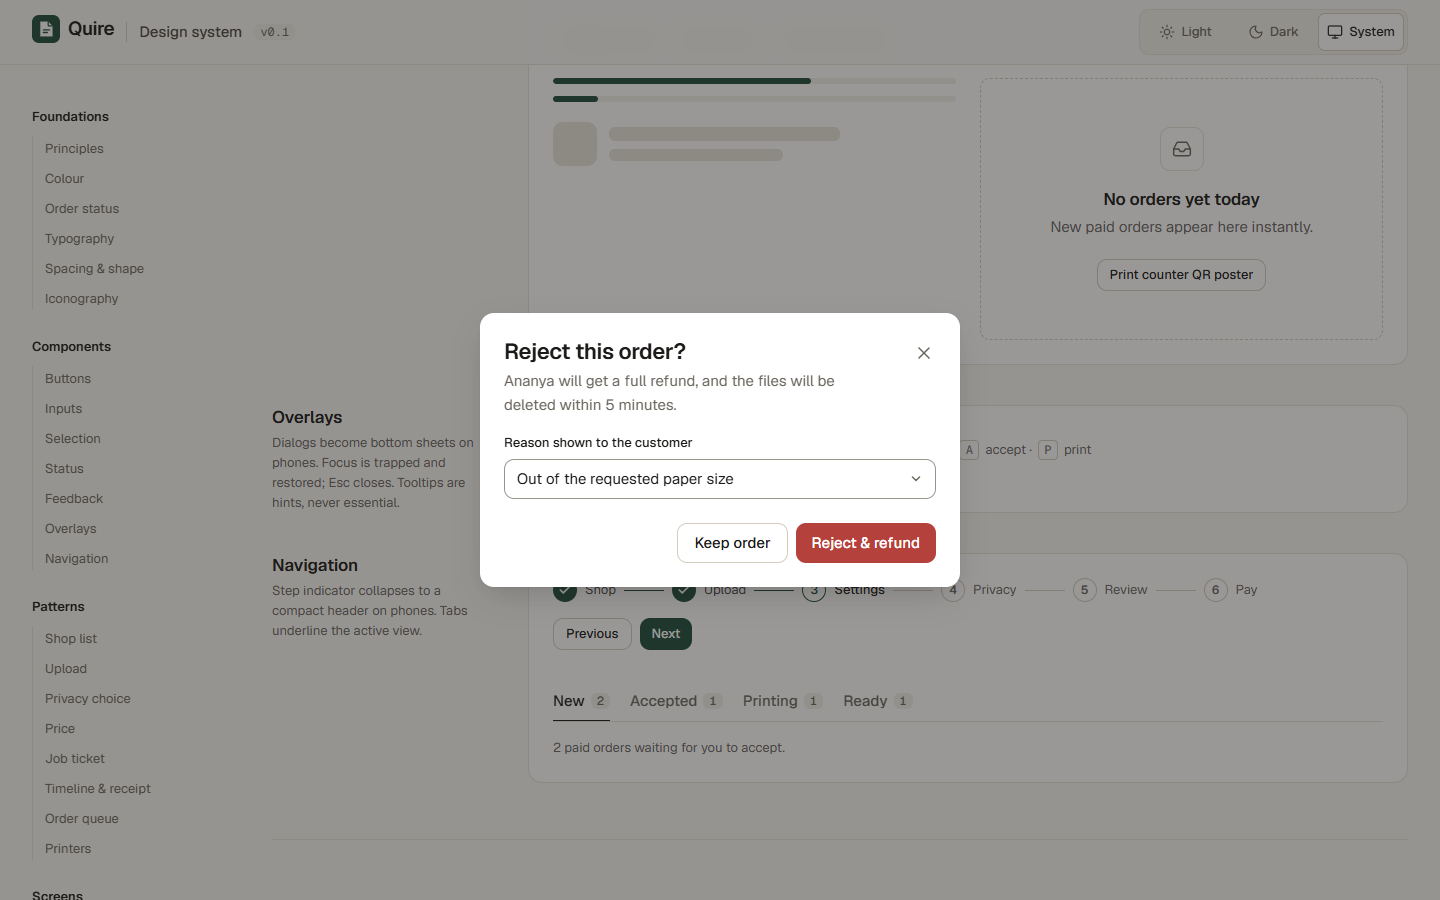 Quire
Design system
v0.1
Light
Dark
System
Foundations
Principles
Colour
Order status
Typography
Spacing & shape
Iconography
Components
Buttons
Inputs
Selection
Status
Feedback
Overlays
Navigation
Patterns
Shop list
Upload
Privacy choice
Price
Job ticket
Timeline & receipt
Order queue
Printers
Screens
No orders yet today
New paid orders appear here instantly.
Print counter QR poster
Overlays
Dialogs become bottom sheets on
phones. Focus is trapped and
restored; Esc closes. Tooltips are
hints, never essential.
A accept · P print
Reject this order?
Ananya will get a full refund, and the files will be
deleted within 5 minutes.
Reason shown to the customer
Out of the requested paper size
Keep order
Reject & refund
Navigation
Step indicator collapses to a
compact header on phones. Tabs
underline the active view.
Shop
Upload
3 Settings
4 Privacy
5 Review
6 Pay
Previous
Next
New 2
Accepted 1
Printing 1
Ready 1
2 paid orders waiting for you to accept.